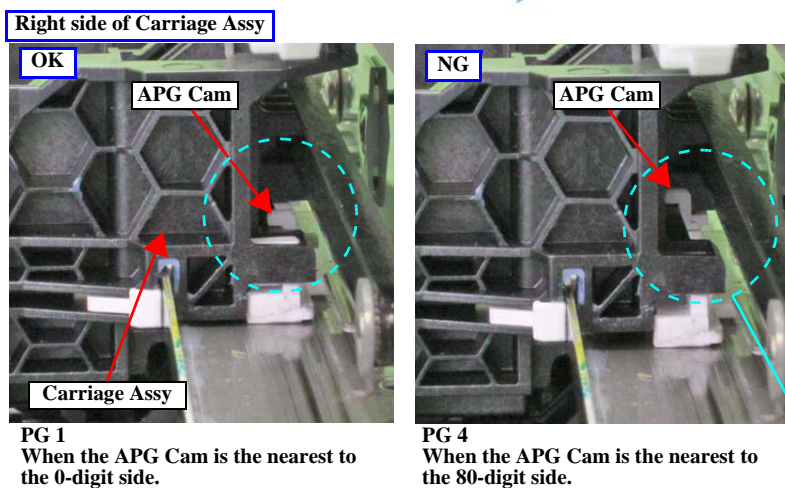 Right side of Carriage Assy
OK
APG Cam
Carriage Assy
PG 1
When the APG Cam is the nearest to
the 0-digit side.
NG
APG Cam
PG 4
When the APG Cam is the nearest to
the 80-digit side.